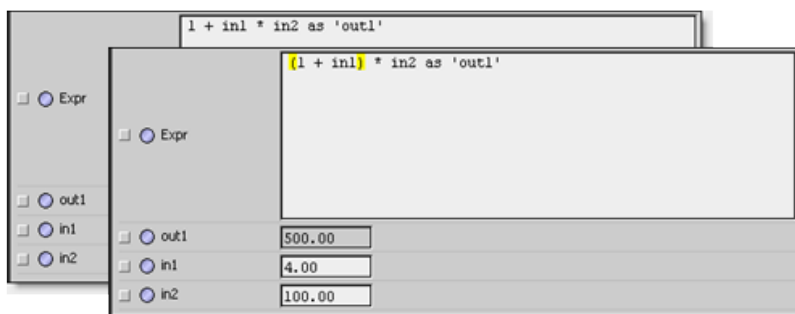 1 + in1 * in2 as 'out1'
Expr
out1
in1
in2
(1 + in1) * in2 as 'out1'
Expr
out1 500.00
in1 4.00
in2 100.00